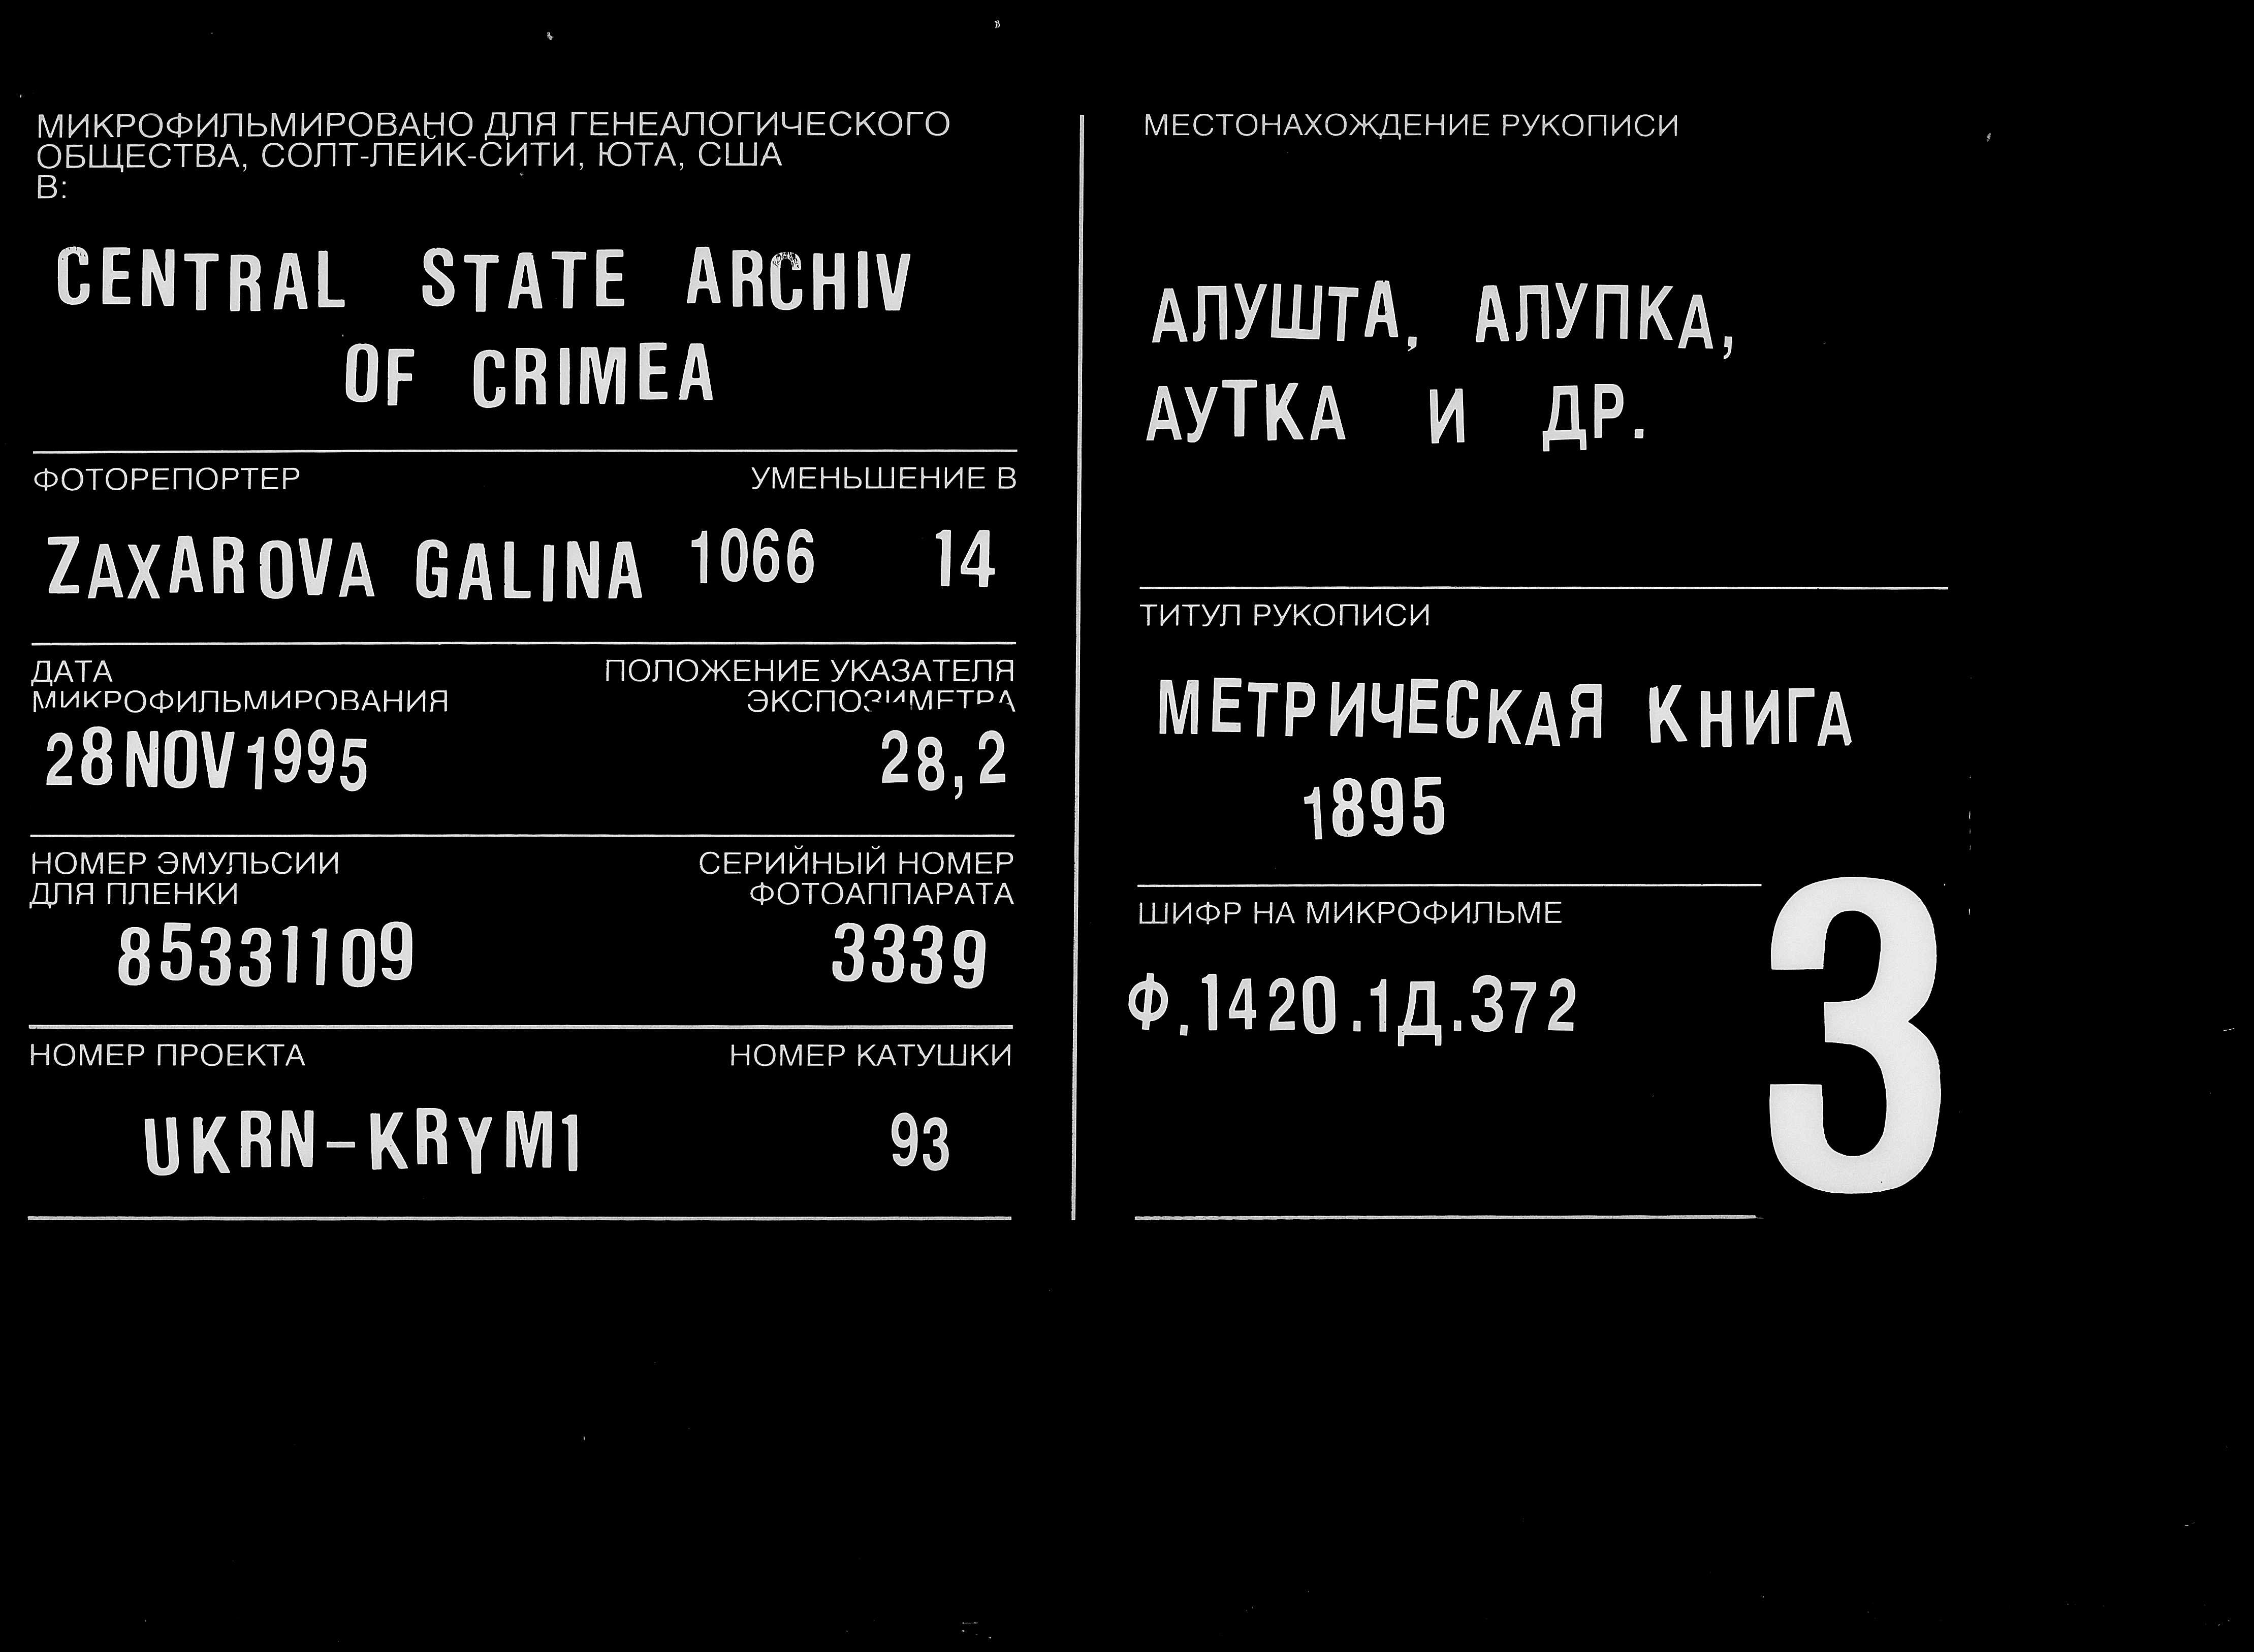 МИКРОФИЛЬМИРОВАНО ДЛЯ ГЕНЕАЛОГИЧЕСКОГО
ОБЩЕСТВА, СОЛТ-ЛЕЙК-СИТИ, ЮТА, США
В:
CENTRAL STATE ARCHIV
OF CRIMEA
ФОТОРЕПОРТЕР УМЕНЬШЕНИЕ В
ZAXAROVA GALINA 1066 14
ДАТА ПОЛОЖЕНИЕ УКАЗАТЕЛЯ
МИКРОФИЛЬМИРОВАНИЯ ЭКСПОЗИМЕТРА
28 NOV 1995 28,2
НОМЕР ЭМУЛЬСИИ СЕРИЙНЫЙ НОМЕР
ДЛЯ ПЛЕНКИ ФОТОАППАРАТА
85331109 3339
НОМЕР ПРОЕКТА НОМЕР КАТУШКИ
UKRN-KRYM1 93
МЕСТОНАХОЖДЕНИЕ РУКОПИСИ
АЛУШТА, АЛУПКА,
АУТКА И ДР.
ТИТУЛ РУКОПИСИ
МЕТРИЧЕСКАЯ КНИГА
1895
ШИФР НА МИКРОФИЛЬМЕ
Ф.1420.1Д.372
3